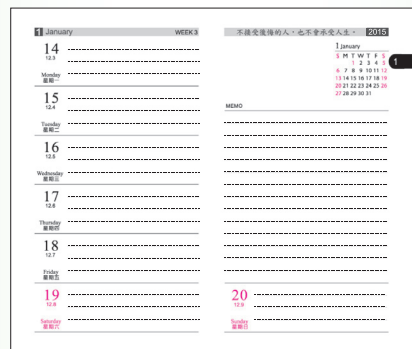 1 January WEEK 3
14
12.3
Monday
星期一
15
12.4
Tuesday
星期二
16
12.5
Wednesday
星期三
17
12.6
Thursday
星期四
18
12.7
Friday
星期五
19
12.8
Saturday
星期六
不接受後悔的人,也不會承受人生。 2015
1 January
S M T W T F S
1 2 3 4 5
6 7 8 9 10 11 12
13 14 15 16 17 18 19
20 21 22 23 24 25 26
27 28 29 30 31
1
MEMO
20
12.9
Sunday
星期日